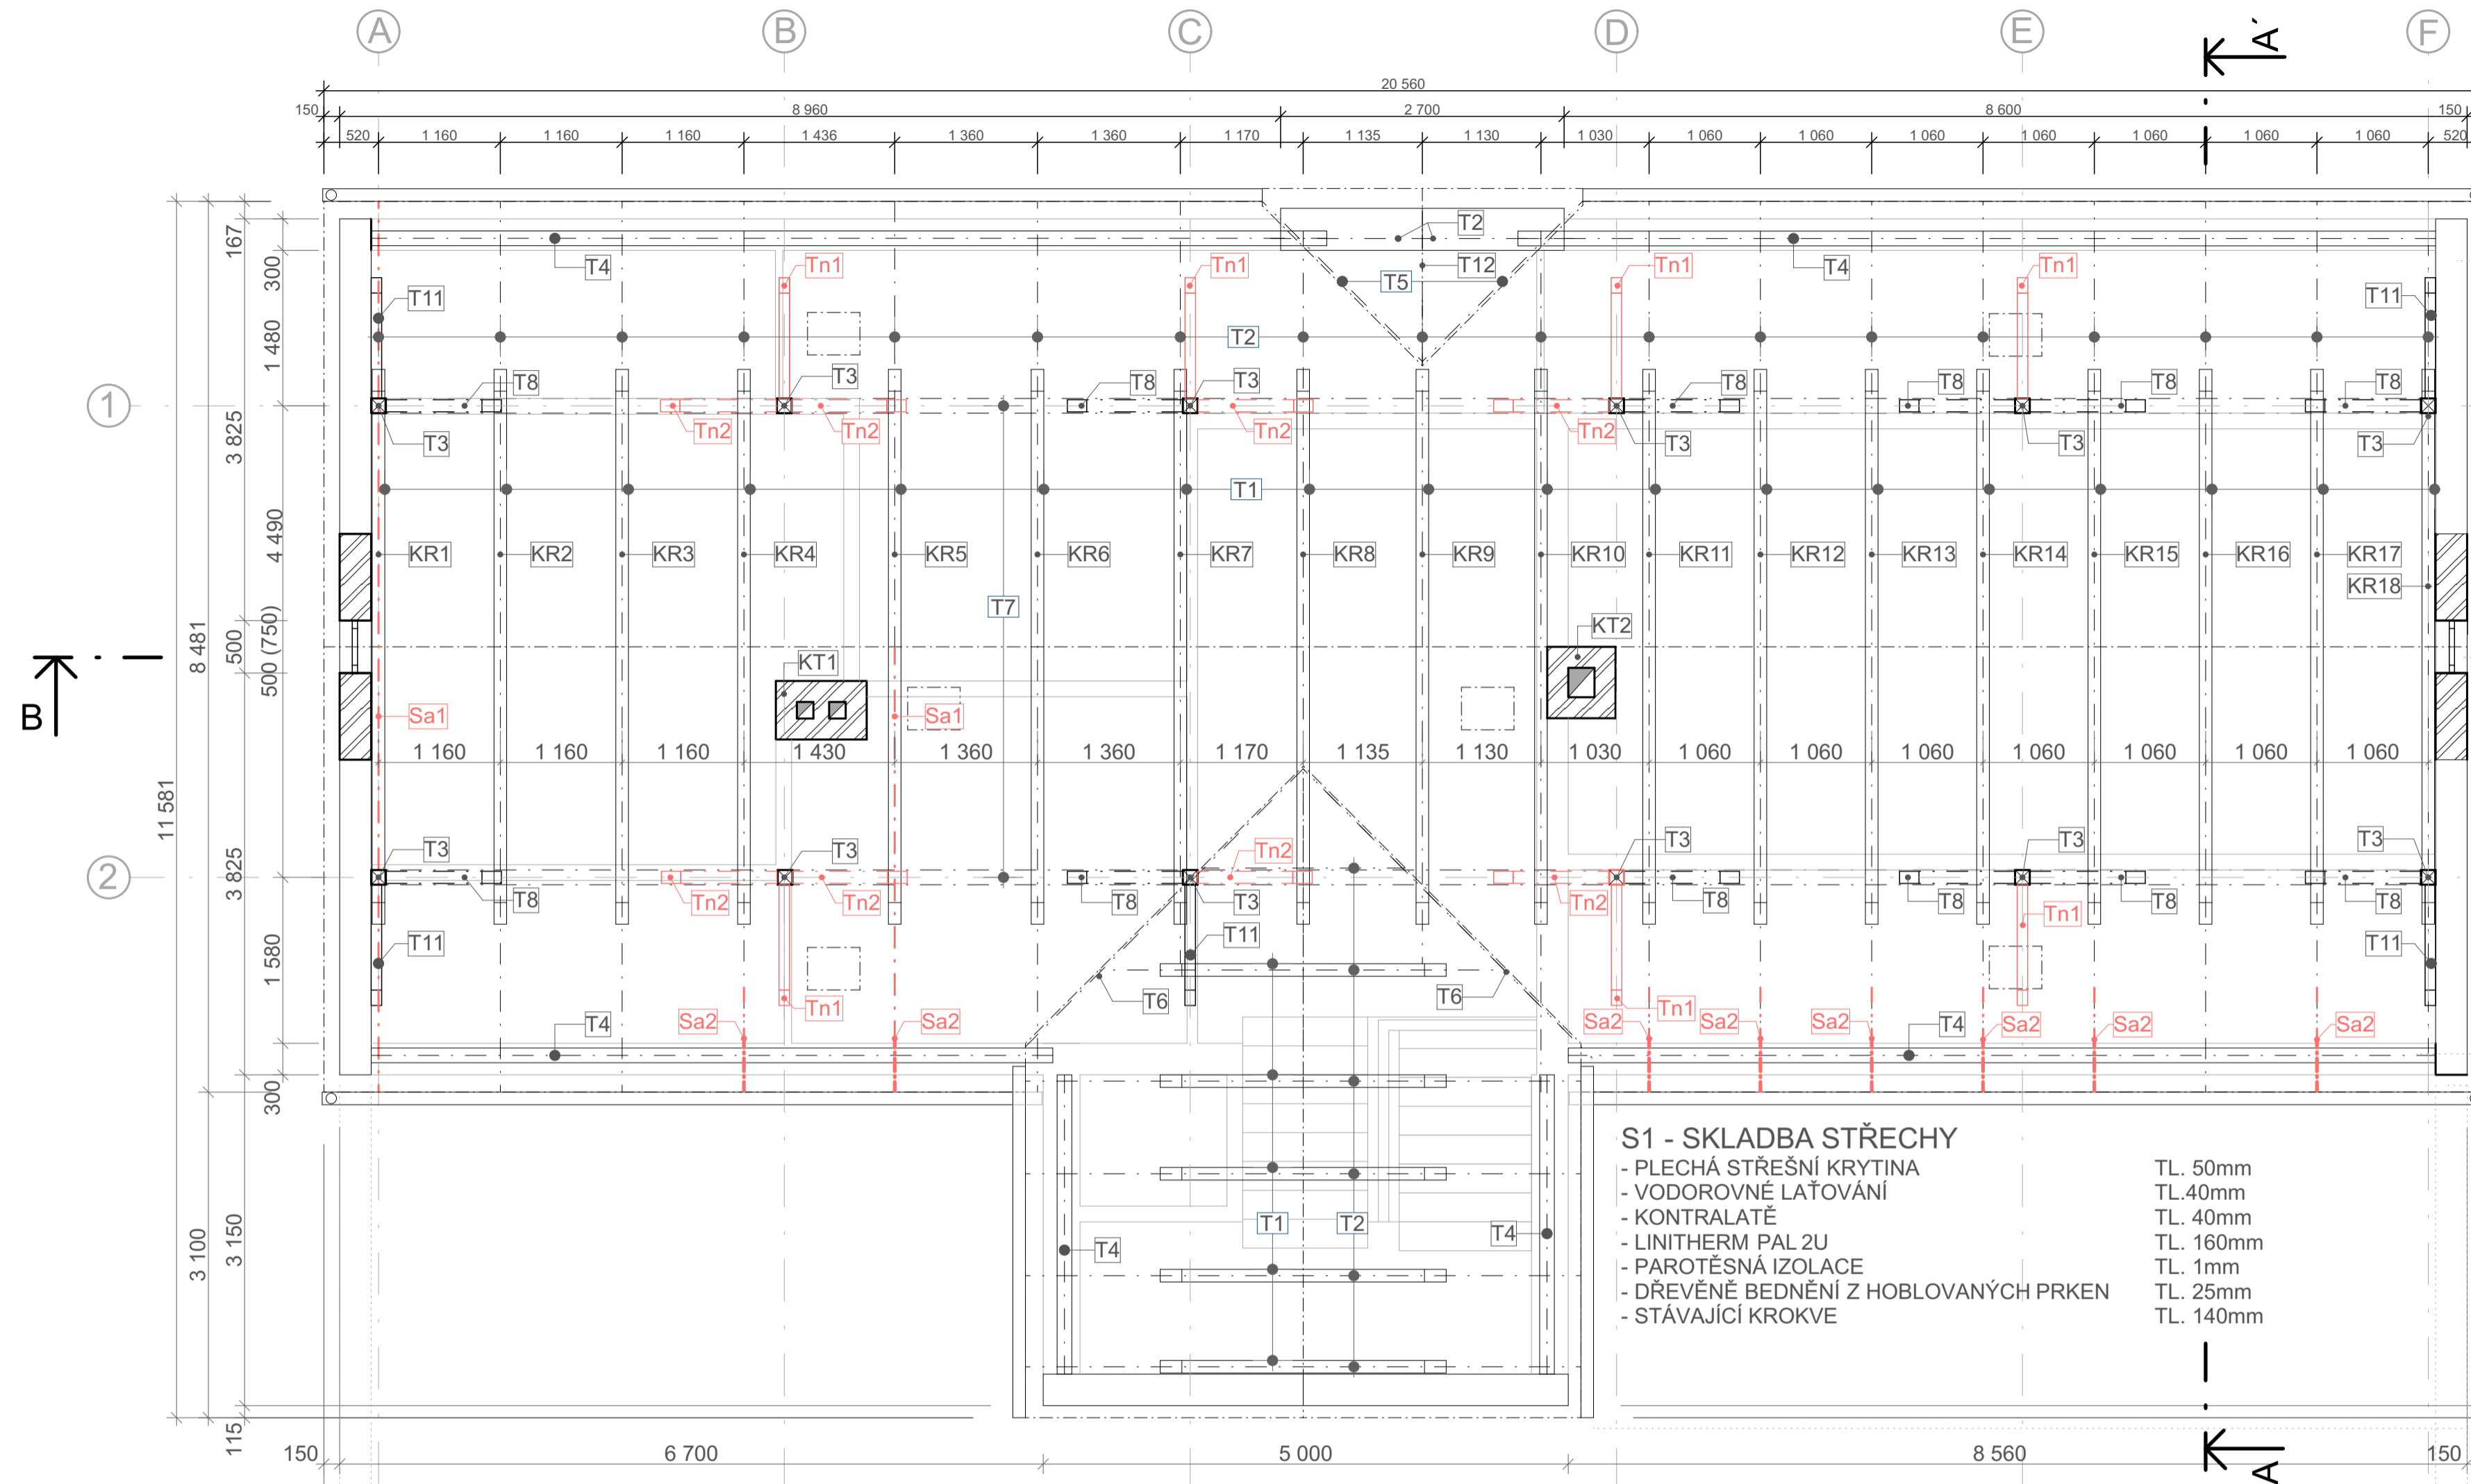 A B C D E F A´
20 560
150 8 960 2 700 8 600 150
520 1 160 1 160 1 160 1 436 1 360 1 360 1 170 1 135 1 130 1 030 1 060 1 060 1 060 1 060 1 060 1 060 1 060 520
167
T2
T4 Tn1 Tn1 T12 Tn1 T4 Tn1
300
T5
T11 T11
1 480
T2
T8 T3 T8 T3 T8 T8 T8 T8
1
T3 Tn2 Tn2 Tn2 Tn2 T3 T3 T3
3 825
T1
4 490
KR1 KR2 KR3 KR4 KR5 KR6 KR7 KR8 KR9 KR10 KR11 KR12 KR13 KR14 KR15 KR16 KR17
KR18
T7
KT2
8 481 500 500 (750)
KT1
B
Sa1 Sa1
1 160 1 160 1 160 1 430 1 360 1 360 1 170 1 135 1 130 1 030 1 060 1 060 1 060 1 060 1 060 1 060 1 060
11 581
T3 T3 Tn2 T3 T3 T3
2
3 825
T8 Tn2 Tn2 T8 T3 Tn2 T8 T8 T8 T8
Tn1
T11 T11 T11
1 580
T6 T6
Tn1 Tn1
T4 Sa2 Sa2 Sa2 Sa2 Sa2 Sa2 Sa2 T4 Sa2
300
S1 - SKLADBA STŘECHY
- PLECHÁ STŘEŠNÍ KRYTINA TL. 50mm
- VODOROVNÉ LAŤOVÁNÍ TL.40mm
- KONTRALATĚ TL. 40mm
- LINITHERM PAL 2U TL. 160mm
- PAROTĚSNÁ IZOLACE TL. 1mm
- DŘEVĚNĚ BEDNĚNÍ Z HOBLOVANÝCH PRKEN TL. 25mm
- STÁVAJÍCÍ KROKVE TL. 140mm
T1 T2
T4 T4
3 100 3 150
115
150 6 700 5 000 8 560 150
A